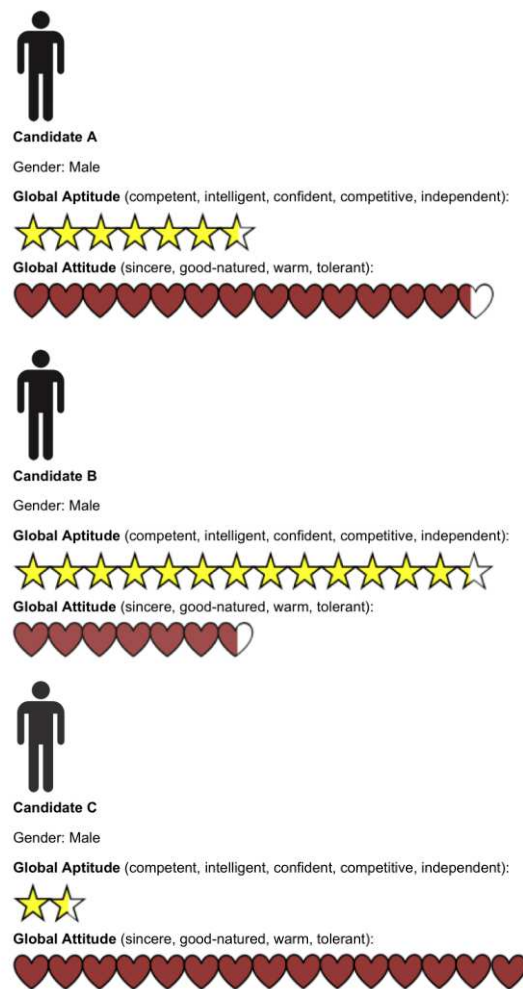 Candidate A
Gender: Male
Global Aptitude (competent, intelligent, confident, competitive, independent):
Global Attitude (sincere, good-natured, warm, tolerant):
Candidate B
Gender: Male
Global Aptitude (competent, intelligent, confident, competitive, independent):
Global Attitude (sincere, good-natured, warm, tolerant):
Candidate C
Gender: Male
Global Aptitude (competent, intelligent, confident, competitive, independent):
Global Attitude (sincere, good-natured, warm, tolerant):